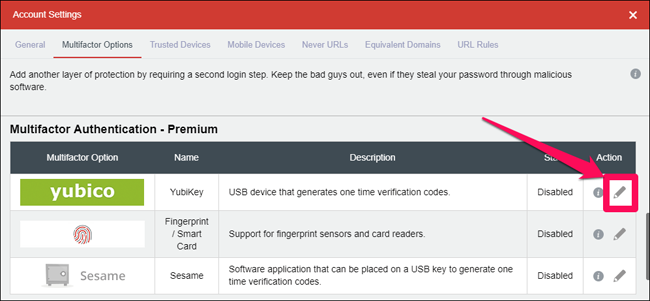 Account Settings
General Multifactor Options Trusted Devices Mobile Devices Never URLs Equivalent Domains URL Rules
Add another layer of protection by requiring a second login step. Keep the bad guys out, even if they steal your password through malicious
software.
Multifactor Authentication - Premium
Multifactor Option Name Description Action
yubico YubiKey USB device that generates one time verification codes. Disabled
Fingerprint
/ Smart
Card
Support for fingerprint sensors and card readers. Disabled
Sesame Sesame
Software application that can be placed on a USB key to generate one
time verification codes.
Disabled